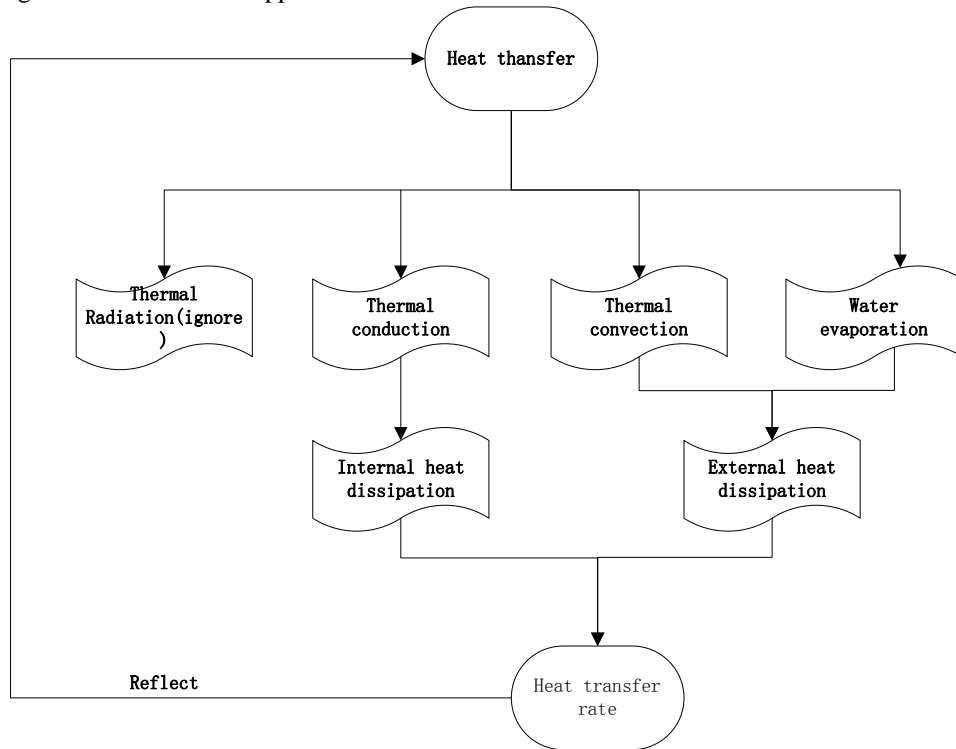 Heat thansfer
Thermal
Radiation(ignore
)
Thermal
conduction
Thermal
convection
Water
evaporation
Internal heat
dissipation
External heat
dissipation
Reflect
Heat transfer
rate